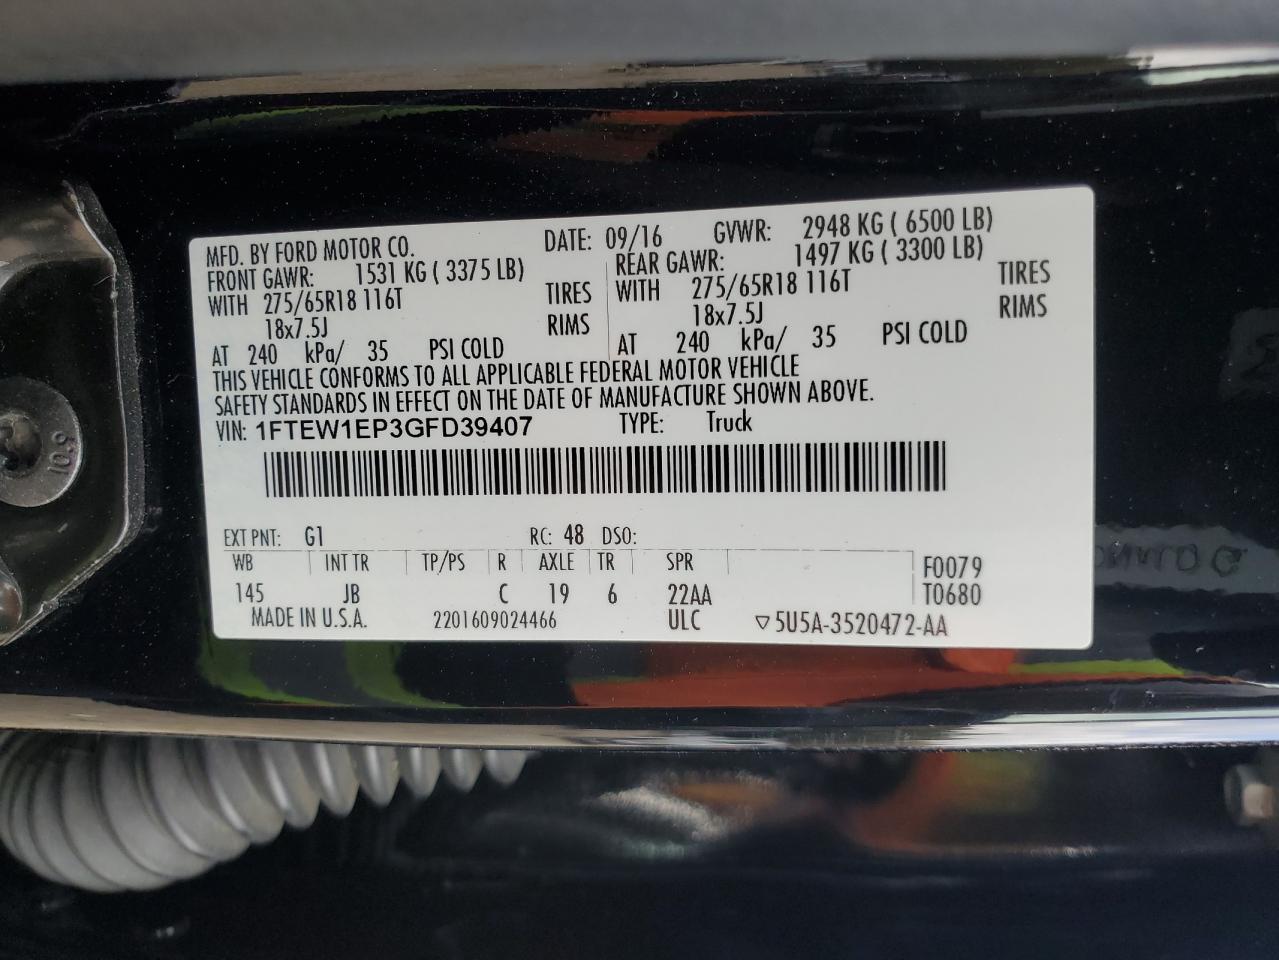 MFD. BY FORD MOTOR CO. DATE: 09/16 GVWR: 2948 KG ( 6500 LB)
FRONT GAWR: 1531 KG ( 3375 LB) REAR GAWR: 1497 KG ( 3300 LB)
WITH 275/65R18 116T TIRES WITH 275/65R18 116T TIRES
18x7.5J RIMS 18x7.5J RIMS
AT 240 kPa/ 35 PSI COLD AT 240 kPa/ 35 PSI COLD
THIS VEHICLE CONFORMS TO ALL APPLICABLE FEDERAL MOTOR VEHICLE
SAFETY STANDARDS IN EFFECT ON THE DATE OF MANUFACTURE SHOWN ABOVE.
VIN: 1FTEW1EP3GFD39407 TYPE: Truck
EXT PNT: G1 RC: 48 DSO:
WB INT TR TP/PS R AXLE TR SPR F0079
145 JB C 19 6 22AA T0680
MADE IN U.S.A. 2201609024466 ULC ▽5U5A-3520472-AA
10.9